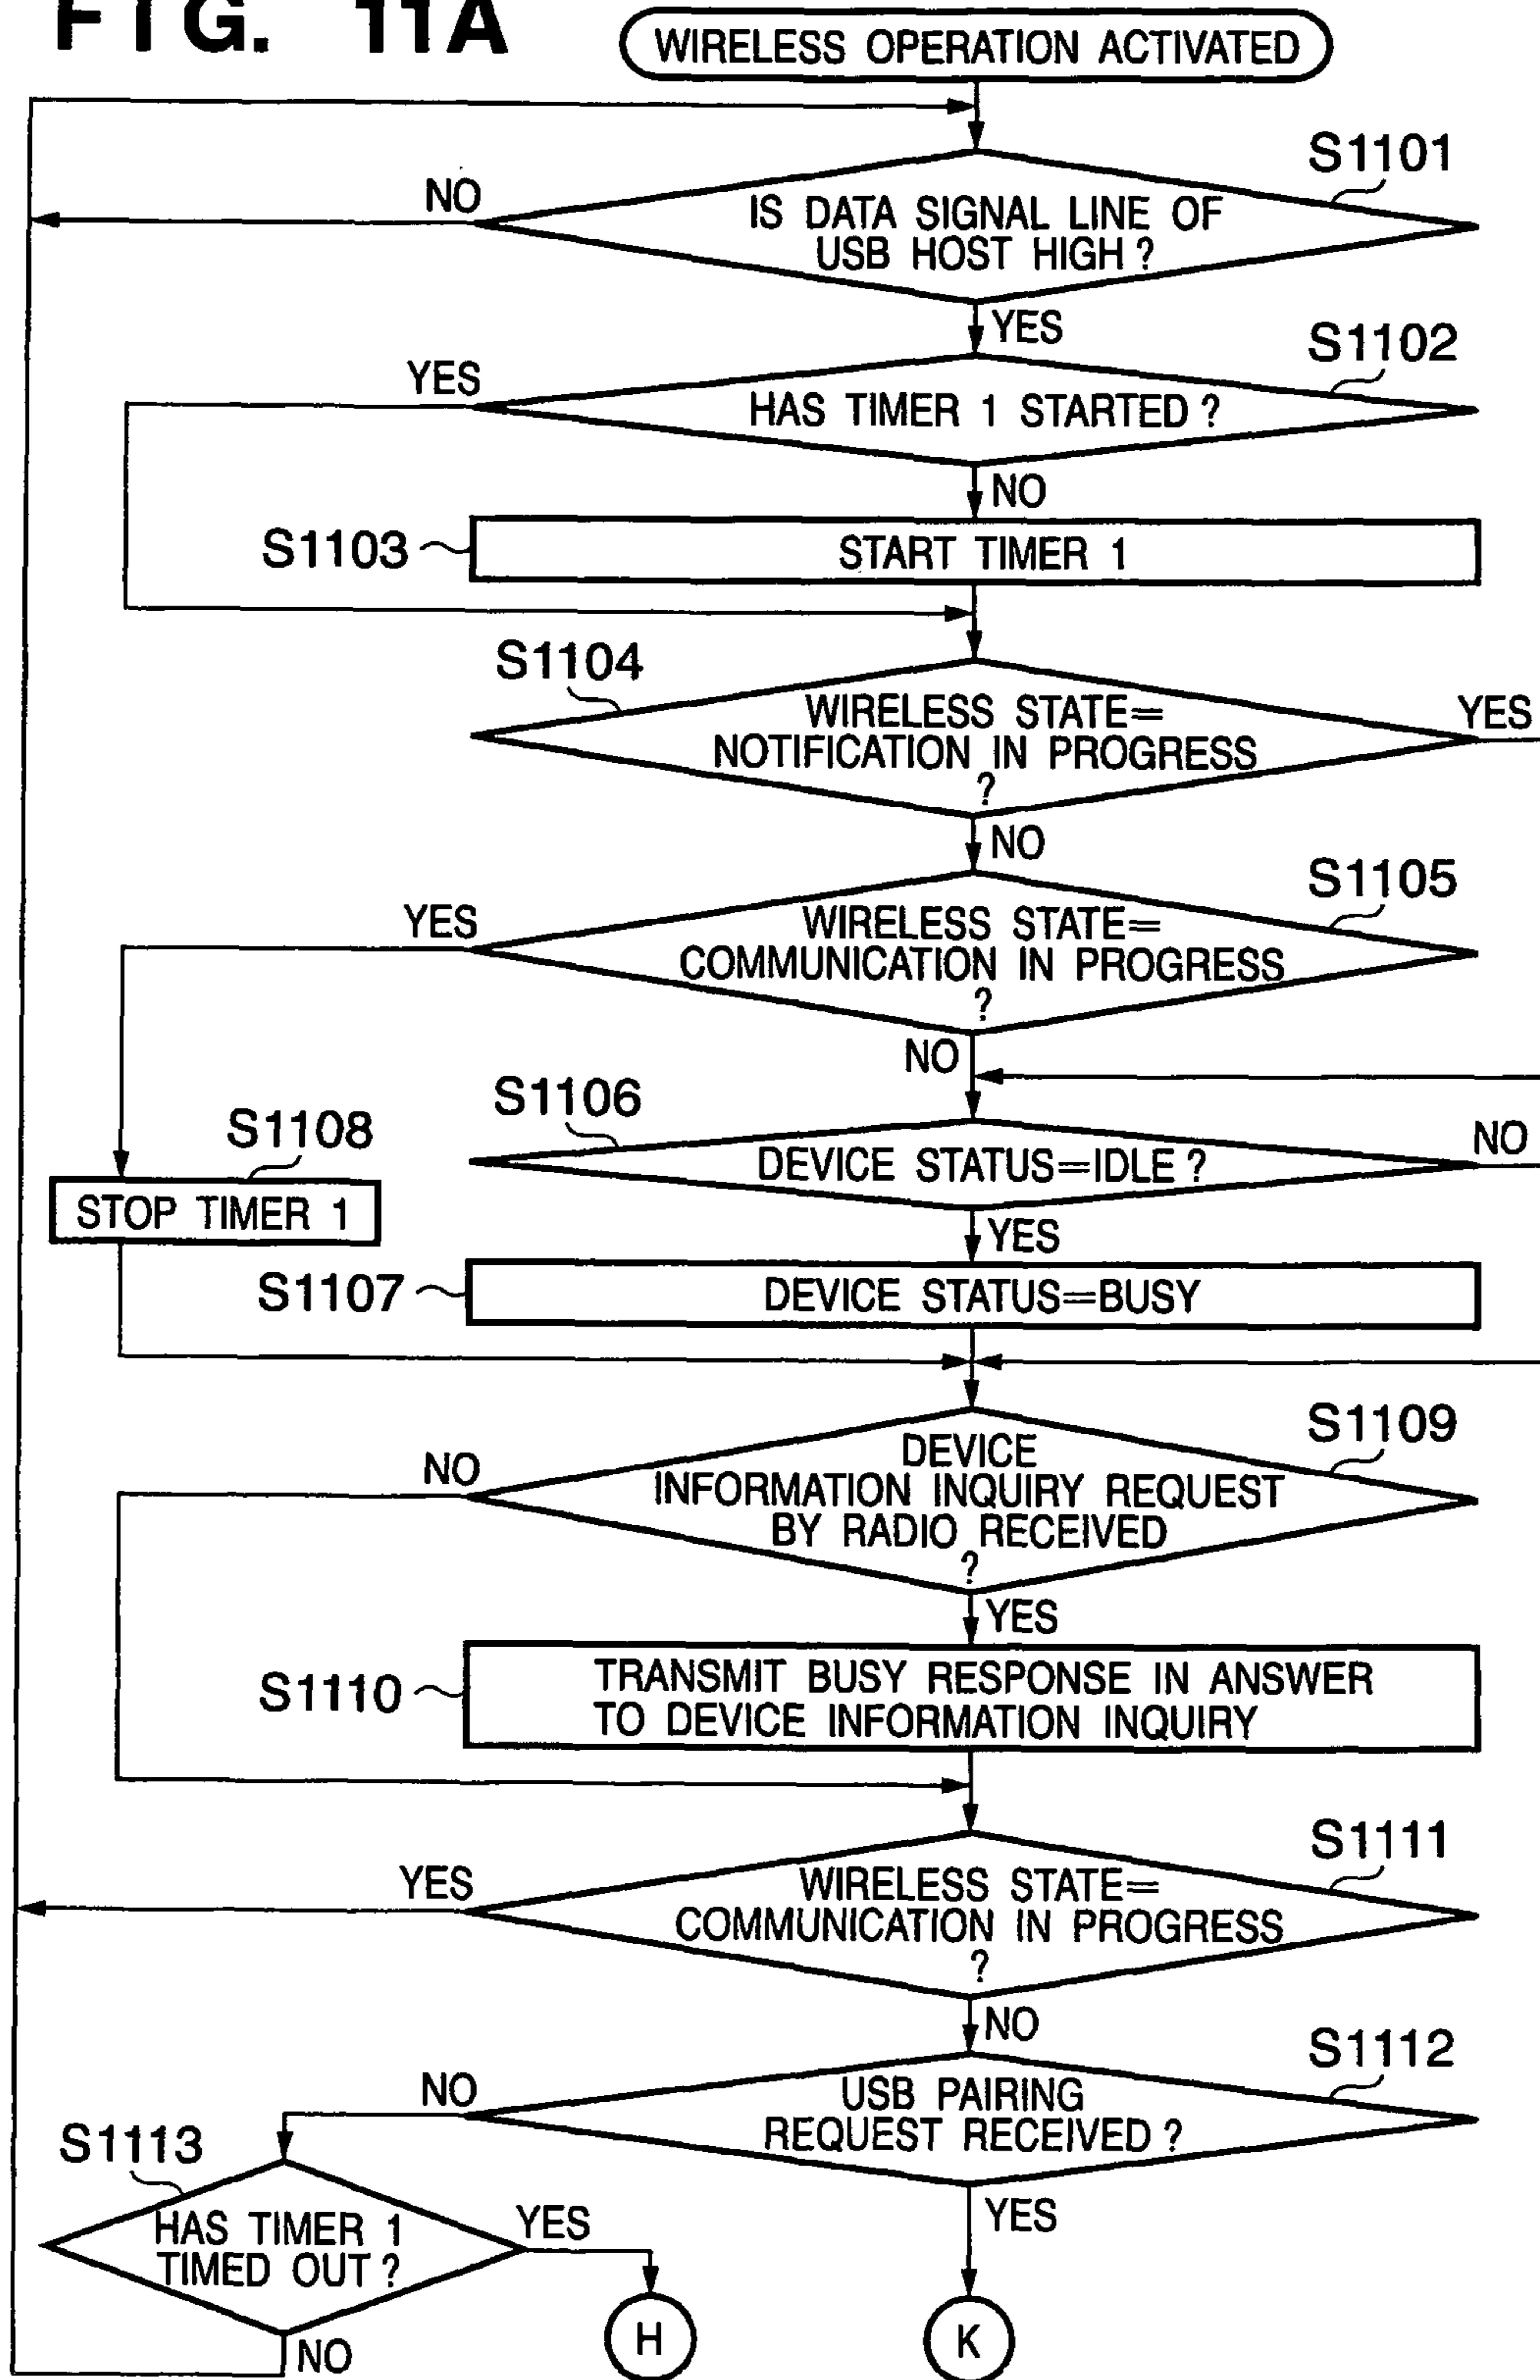 FIG. 11A
WIRELESS OPERATION ACTIVATED
S1101
NO
IS DATA SIGNAL LINE OF
USB HOST HIGH ?
YES
S1102
YES
HAS TIMER 1 STARTED ?
NO
S1103
START TIMER 1
S1104
WIRELESS STATE=
NOTIFICATION IN PROGRESS
?
YES
NO
S1105
YES
WIRELESS STATE=
COMMUNICATION IN PROGRESS
?
NO
S1106
DEVICE STATUS=IDLE ?
NO
S1108
STOP TIMER 1
YES
S1107
DEVICE STATUS=BUSY
S1109
NO
DEVICE
INFORMATION INQUIRY REQUEST
BY RADIO RECEIVED
?
YES
S1110
TRANSMIT BUSY RESPONSE IN ANSWER
TO DEVICE INFORMATION INQUIRY
S1111
YES
WIRELESS STATE=
COMMUNICATION IN PROGRESS
?
NO
S1112
NO
USB PAIRING
REQUEST RECEIVED ?
S1113
HAS TIMER 1
TIMED OUT ?
YES
YES
H
K
NO